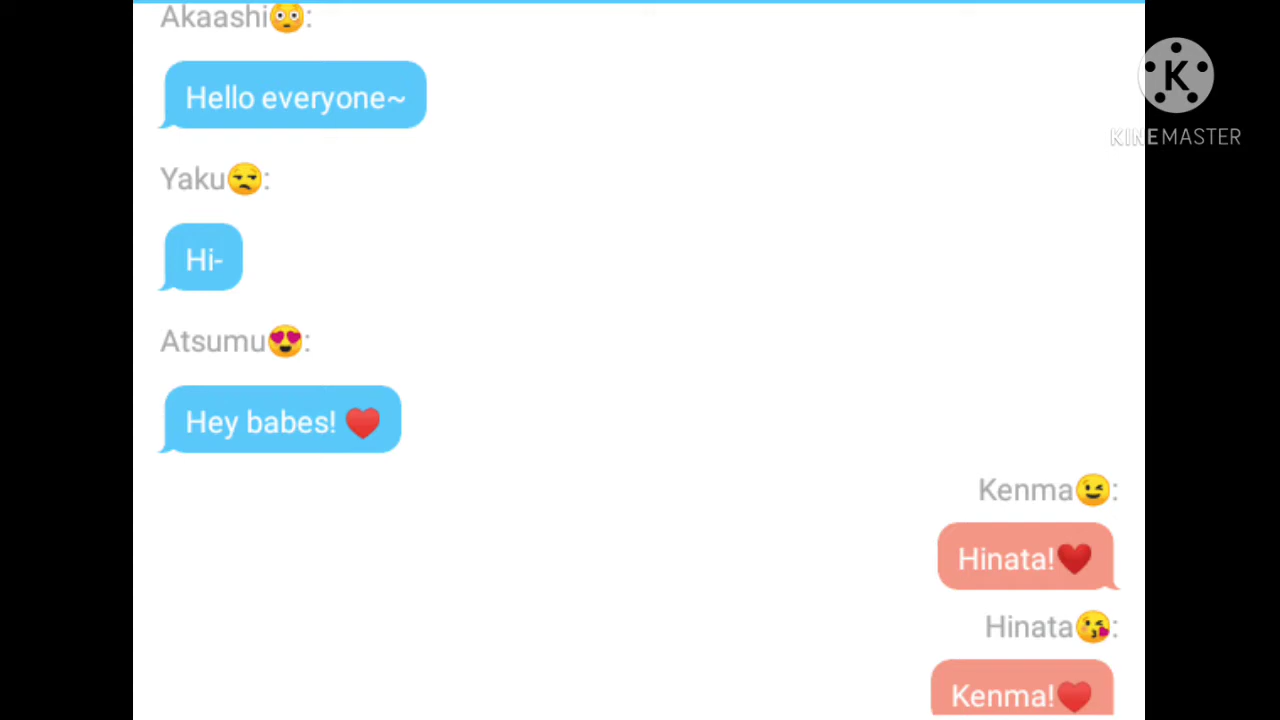 Akaashi😳:
Hello everyone~
Yaku😒:
Hi-
Atsumu😍:
Hey babes! ♥️
Kenma😉:
Hinata!♥️
Hinata😘:
Kenma!♥️
K
KINEMASTER